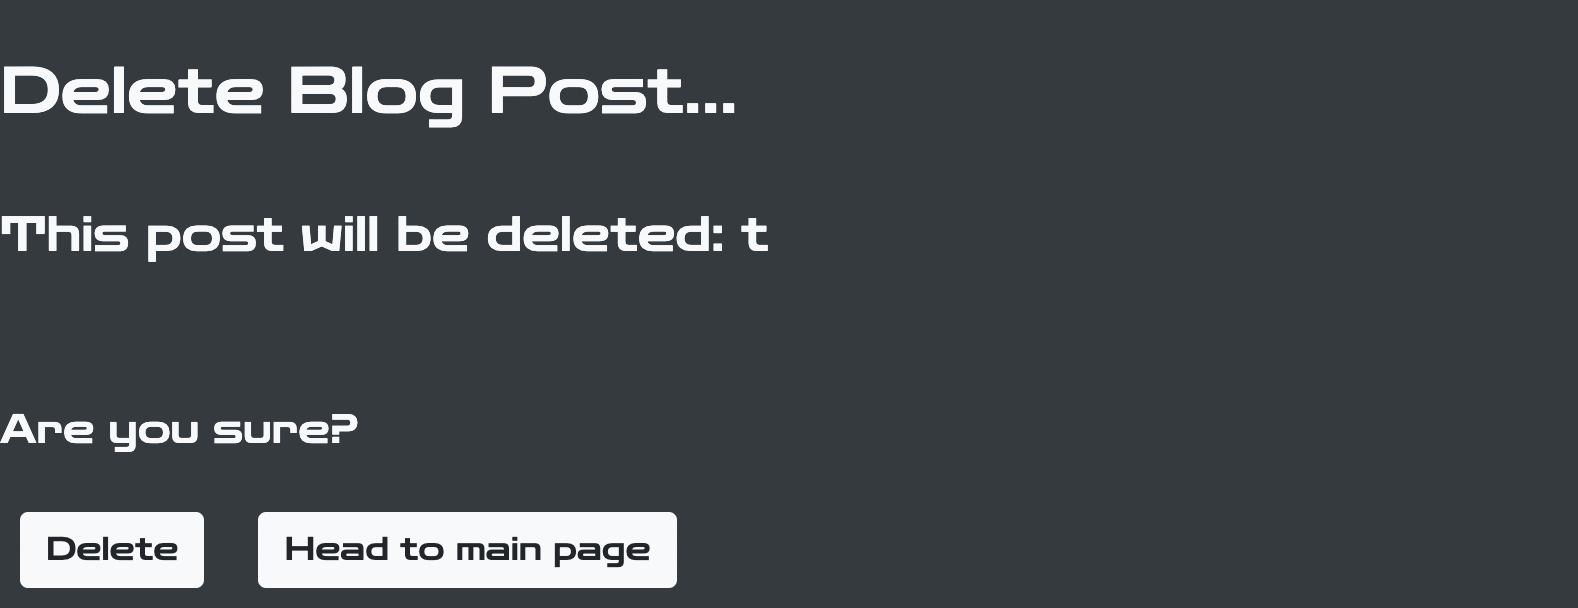 Delete Blog Post...
This post will be deleted: t
Are you sure?
Delete
Head to main page